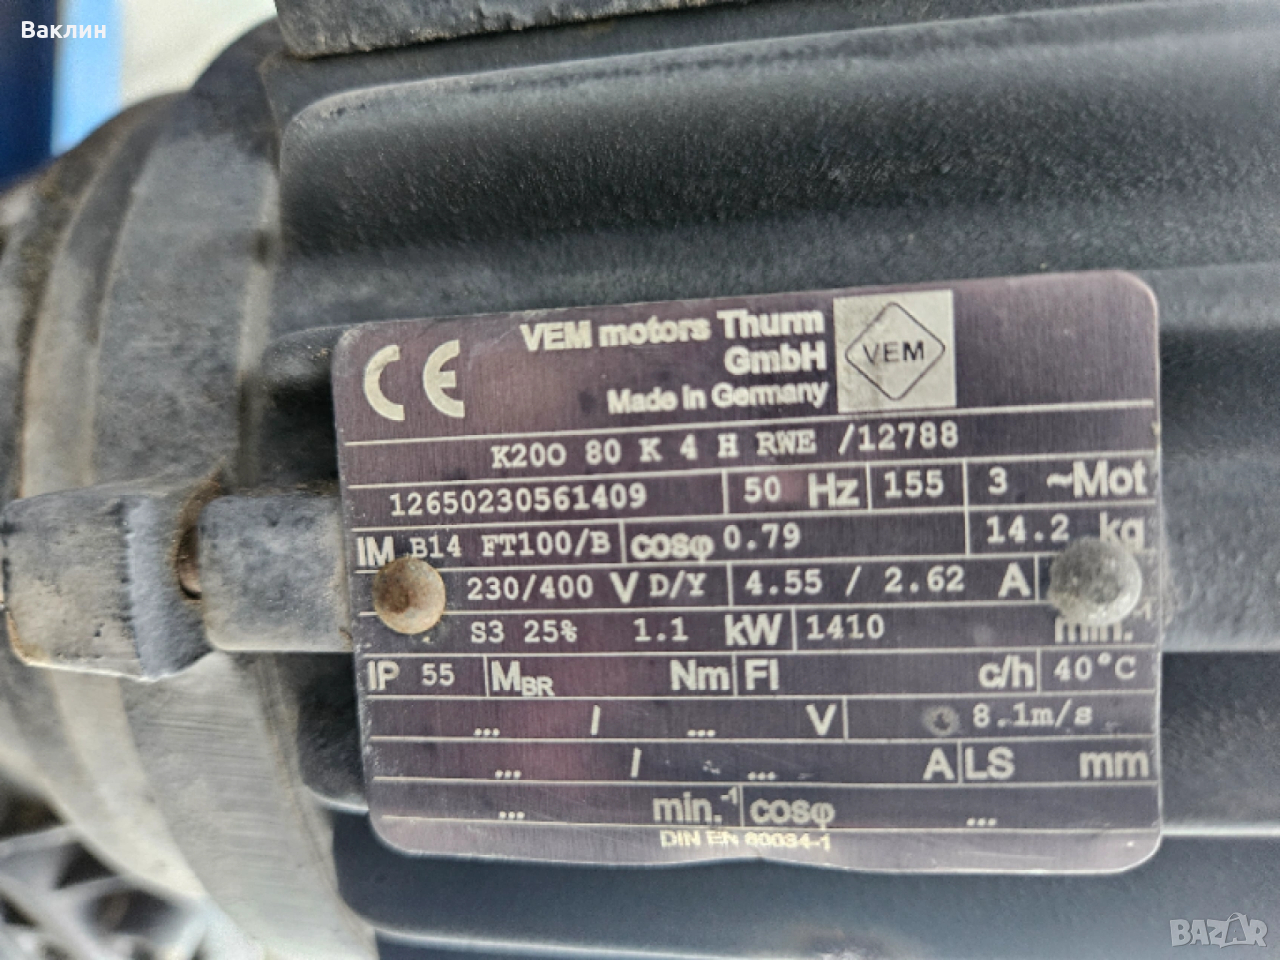 Ваклин
VEM motors Thurm
GmbH
Made in Germany
VEM
CE
K20O 80 K 4 H RWE /12788
12650230561409 50 Hz 155 3 ~Mot
IM B14 FT100/B cosφ 0.79 14.2 kg
230/400 V D/Y 4.55 / 2.62 A
S3 25% 1.1 kW 1410 min.-1
IP 55 MBR Nm FI c/h 40°C
... / ... V 8.1m/s
... / ... A LS mm
... min.-1 cosφ ...
DIN EN 60034-1
BAZAR